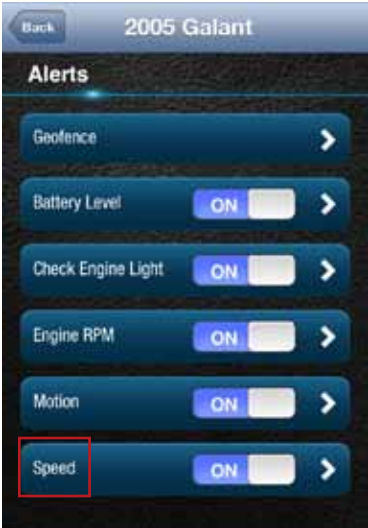 Back 2005 Galant
Alerts
Geofence
Battery Level ON
Check Engine Light ON
Engine RPM ON
Motion ON
Speed ON